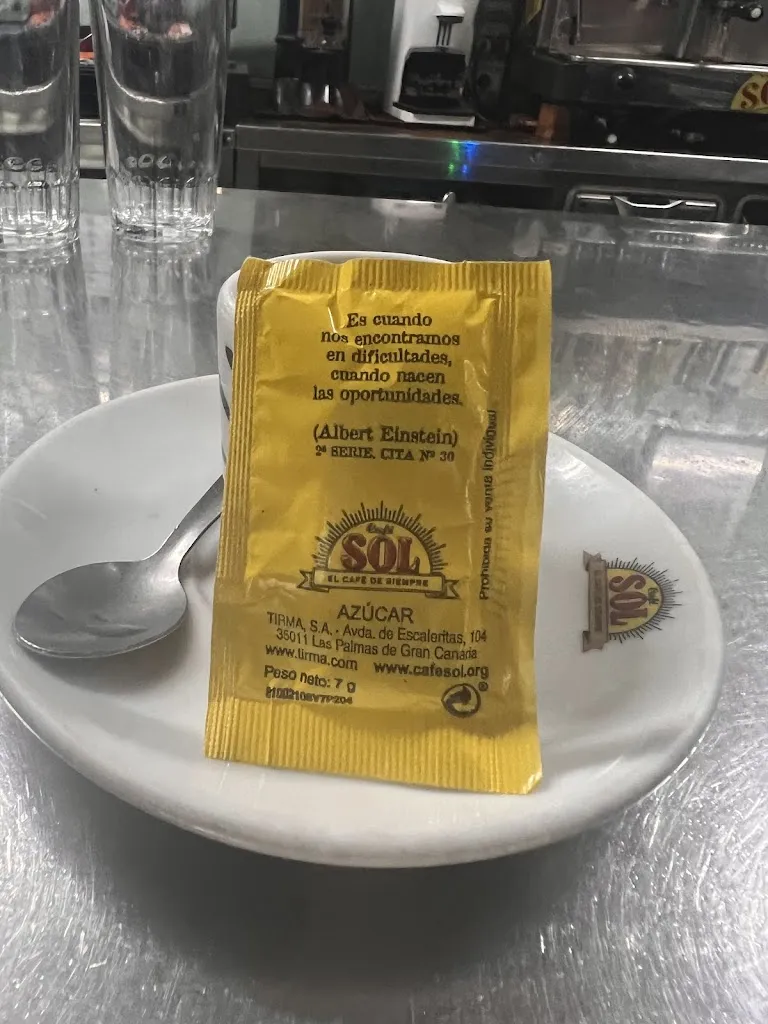 Es cuando
nos encontramos
en dificultades,
cuando nacen
las oportunidades.
(Albert Einstein)
2ª SERIE. CITA Nº 30
Prohibida su venta individual
Café
SOL
EL CAFÉ DE SIEMPRE
AZÚCAR
TIRMA, S.A. - Avda. de Escaleritas, 104
35011 Las Palmas de Gran Canaria
www.tirma.com www.cafesol.org
Peso neto: 7 g
®
Café
SOL